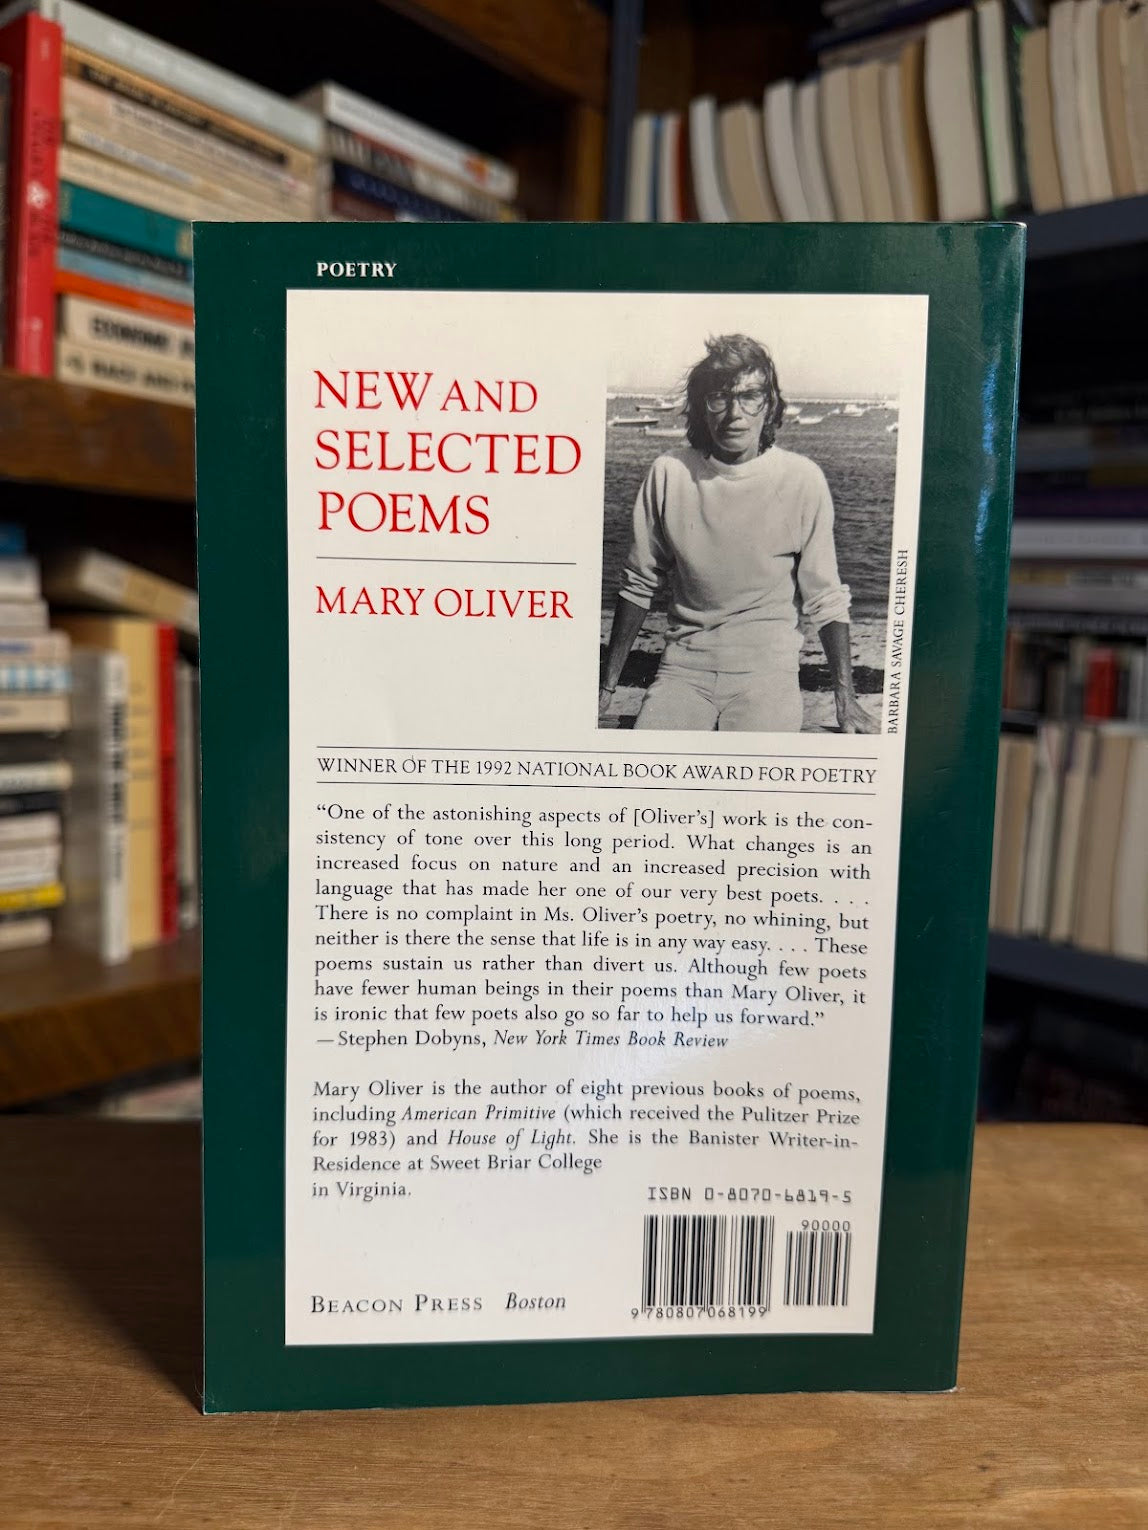 POETRY
NEW AND
SELECTED
POEMS
MARY OLIVER
BARBARA SAVAGE CHERESH
WINNER OF THE 1992 NATIONAL BOOK AWARD FOR POETRY
“One of the astonishing aspects of [Oliver’s] work is the con-
sistency of tone over this long period. What changes is an
increased focus on nature and an increased precision with
language that has made her one of our very best poets. . . .
There is no complaint in Ms. Oliver’s poetry, no whining, but
neither is there the sense that life is in any way easy. . . . These
poems sustain us rather than divert us. Although few poets
have fewer human beings in their poems than Mary Oliver, it
is ironic that few poets also go so far to help us forward.”
—Stephen Dobyns, New York Times Book Review
Mary Oliver is the author of eight previous books of poems,
including American Primitive (which received the Pulitzer Prize
for 1983) and House of Light. She is the Banister Writer-in-
Residence at Sweet Briar College
in Virginia.
ISBN 0-8070-6819-5
90000
9 780807068199
BEACON PRESS Boston